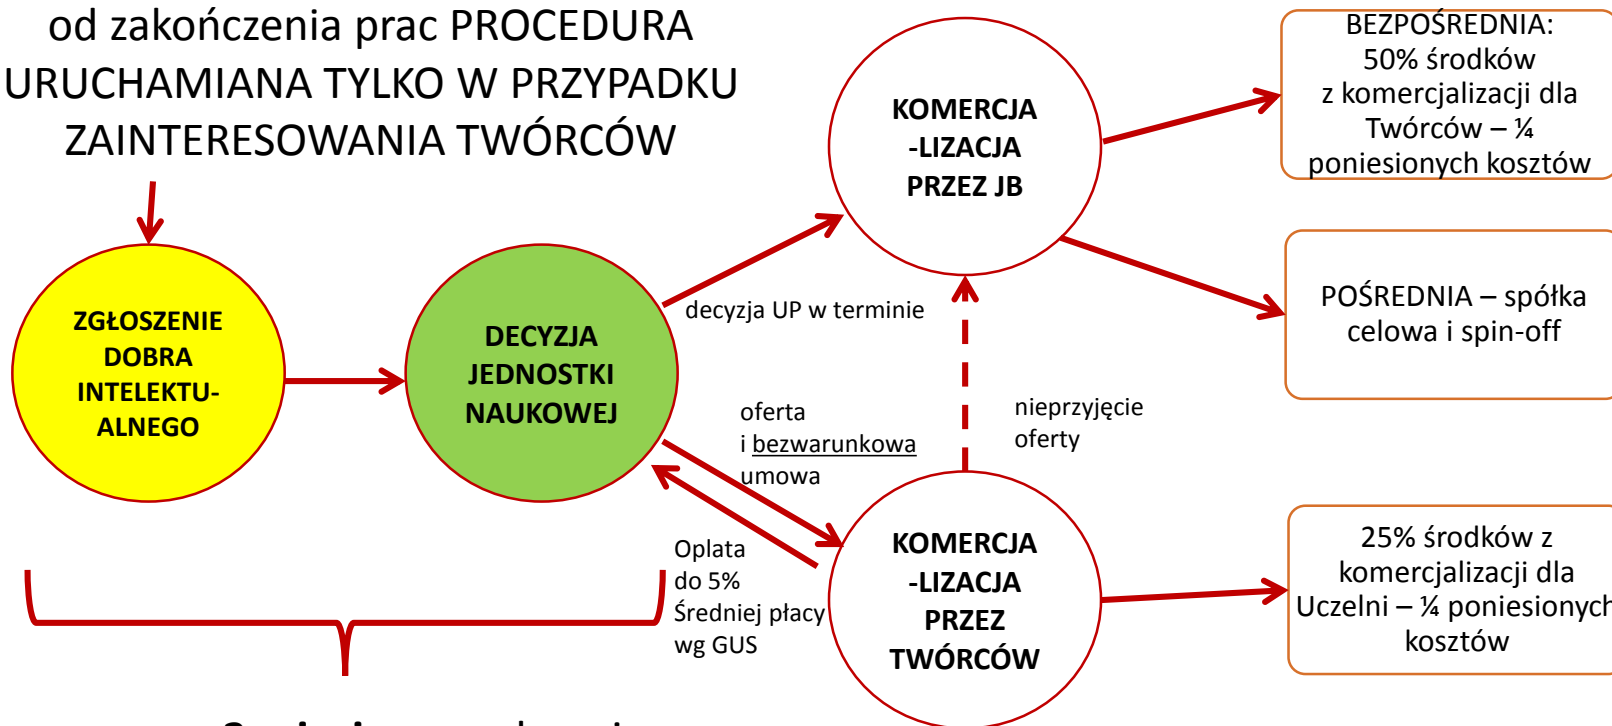 od zakończenia prac PROCEDURA
URUCHAMIANA TYLKO W PRZYPADKU
ZAINTERESOWANIA TWÓRCÓW
ZGŁOSZENIE
DOBRA
INTELEKTU-
ALNEGO
DECYZJA
JEDNOSTKI
NAUKOWEJ
decyzja UP w terminie
KOMERCJA
-LIZACJA
PRZEZ JB
BEZPOŚREDNIA:
50% środków
z komercjalizacji dla
Twórców – ¼
poniesionych kosztów
POŚREDNIA – spółka
celowa i spin-off
oferta
i bezwarunkowa
umowa
nieprzyjęcie
oferty
Oplata
do 5%
Średniej płacy
wg GUS
KOMERCJA
-LIZACJA
PRZEZ
TWÓRCÓW
25% środków z
komercjalizacji dla
Uczelni – ¼ poniesionych
kosztów